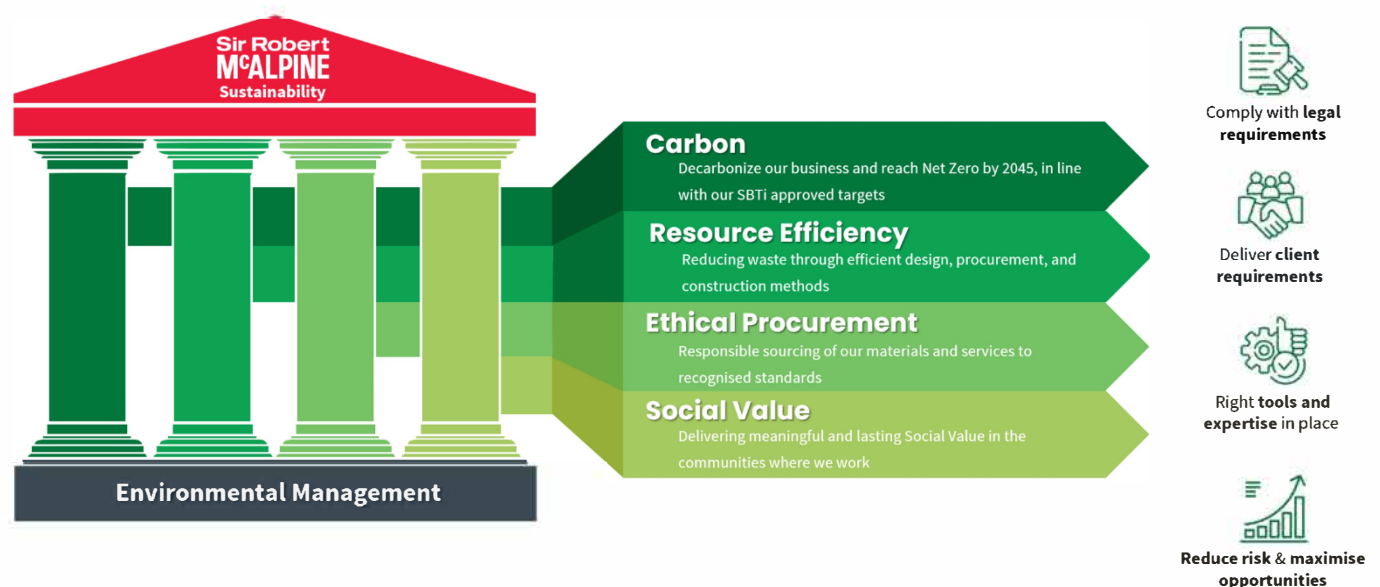 Sir Robert
McALPINE
Sustainability
Environmental Management
Carbon
Decarbonize our business and reach Net Zero by 2045, in line
with our SBTi approved targets
Resource Efficiency
Reducing waste through efficient design, procurement, and
construction methods
Ethical Procurement
Responsible sourcing of our materials and services to
recognised standards
Social Value
Delivering meaningful and lasting Social Value in the
communities where we work
Comply with legal
requirements
Deliver client
requirements
Right tools and
expertise in place
Reduce risk & maximise
opportunities